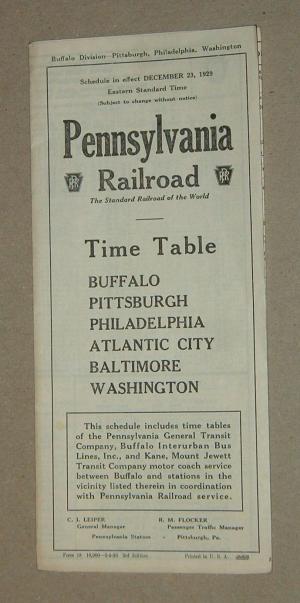 Buffalo Division—Pittsburgh, Philadelphia, Washington
Schedule in effect DECEMBER 23, 1929
Eastern Standard Time
(Subject to change without notice)
Pennsylvania
Railroad
The Standard Railroad of the World
Time Table
BUFFALO
PITTSBURGH
PHILADELPHIA
ATLANTIC CITY
BALTIMORE
WASHINGTON
This schedule includes time tables
of the Pennsylvania General Transit
Company, Buffalo Interurban Bus
Lines, Inc., and Kane, Mount Jewett
Transit Company motor coach service
between Buffalo and stations in the
vicinity listed therein in coordination
with Pennsylvania Railroad service.
C. I. LEIPER R. M. FLOCKER
General Manager Passenger Traffic Manager
Pennsylvania Station - Pittsburgh, Pa.
Form 19 3rd Edition Printed in U. S. A.